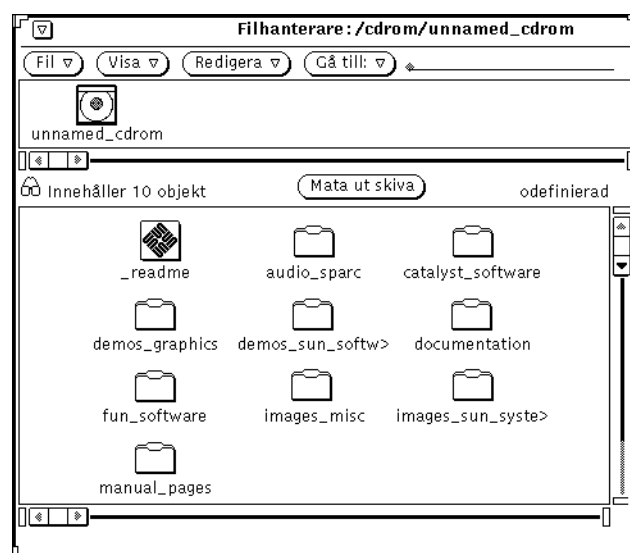 Filhanterare:/cdrom/unnamed_cdrom
Fil Visa Redigera Gå till:
unnamed_cdrom
Innehåller 10 objekt Mata ut skiva odefinierad
_readme audio_sparc catalyst_software
demos_graphics demos_sun_softw> documentation
fun_software images_misc images_sun_syste>
manual_pages